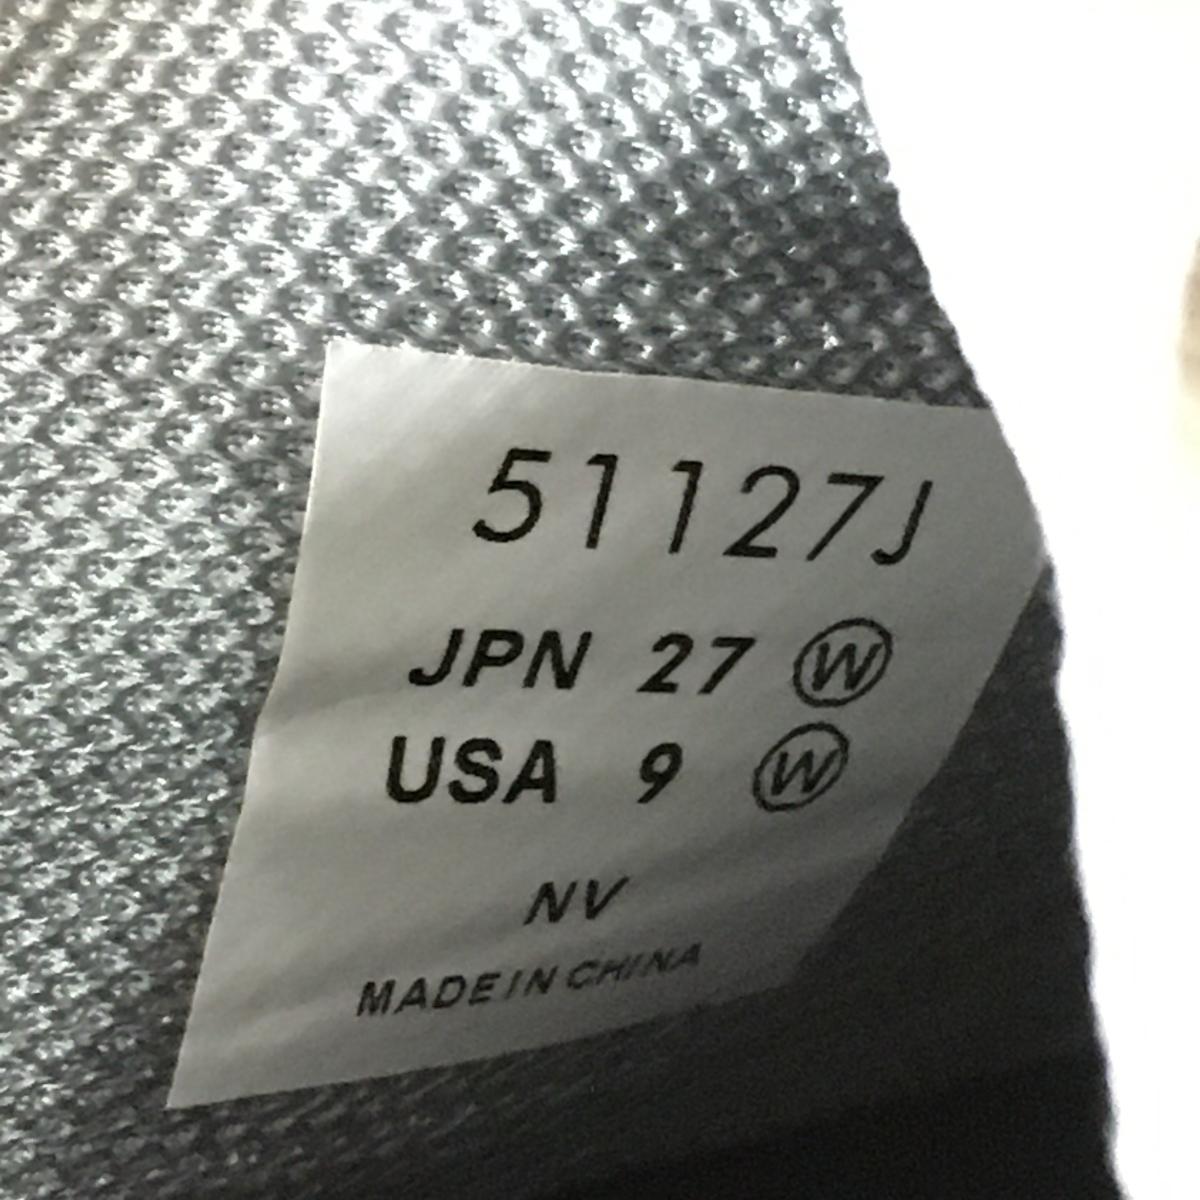 51127J
JPN 27 Ⓦ
USA 9 Ⓦ
NV
MADE IN CHINA